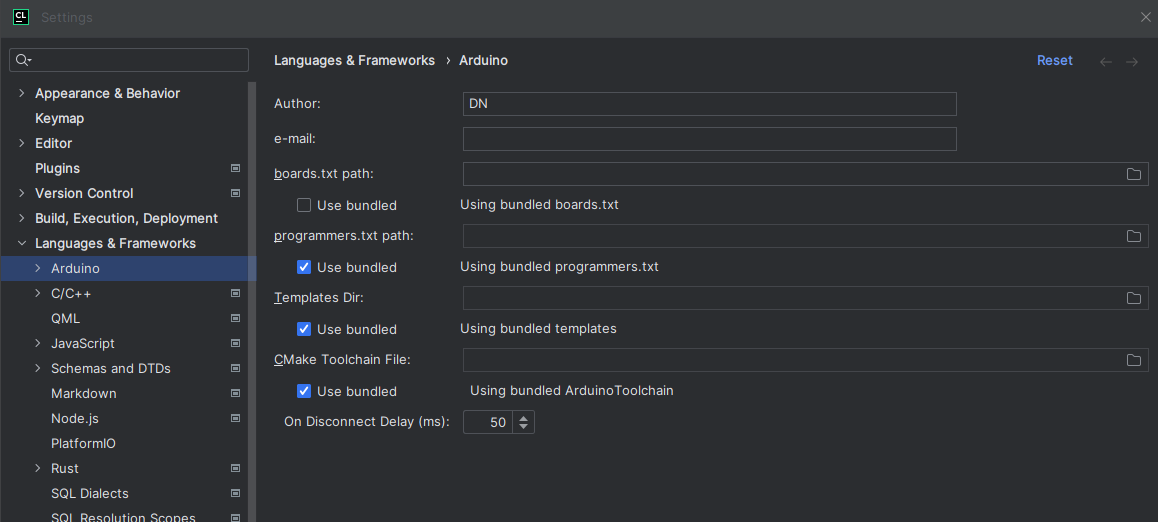 CL Settings
Languages & Frameworks › Arduino Reset
Appearance & Behavior
Keymap
Editor
Plugins
Version Control
Build, Execution, Deployment
Languages & Frameworks
Arduino
C/C++
QML
JavaScript
Schemas and DTDs
Markdown
Node.js
PlatformIO
Rust
SQL Dialects
SQL Resolution Scopes
Author: DN
e-mail:
boards.txt path:
Use bundled Using bundled boards.txt
programmers.txt path:
Use bundled Using bundled programmers.txt
Templates Dir:
Use bundled Using bundled templates
CMake Toolchain File:
Use bundled Using bundled ArduinoToolchain
On Disconnect Delay (ms): 50